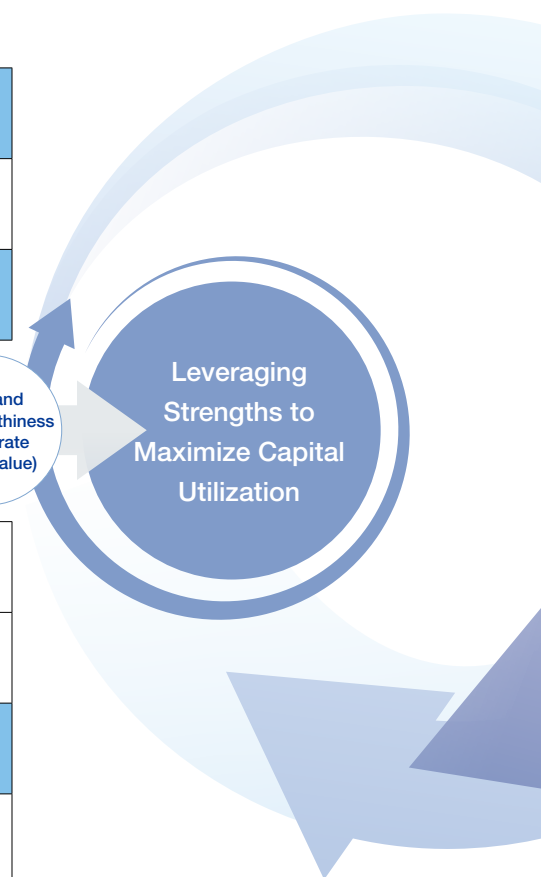 and
thiness
rate
alue)
Leveraging
Strengths to
Maximize Capital
Utilization